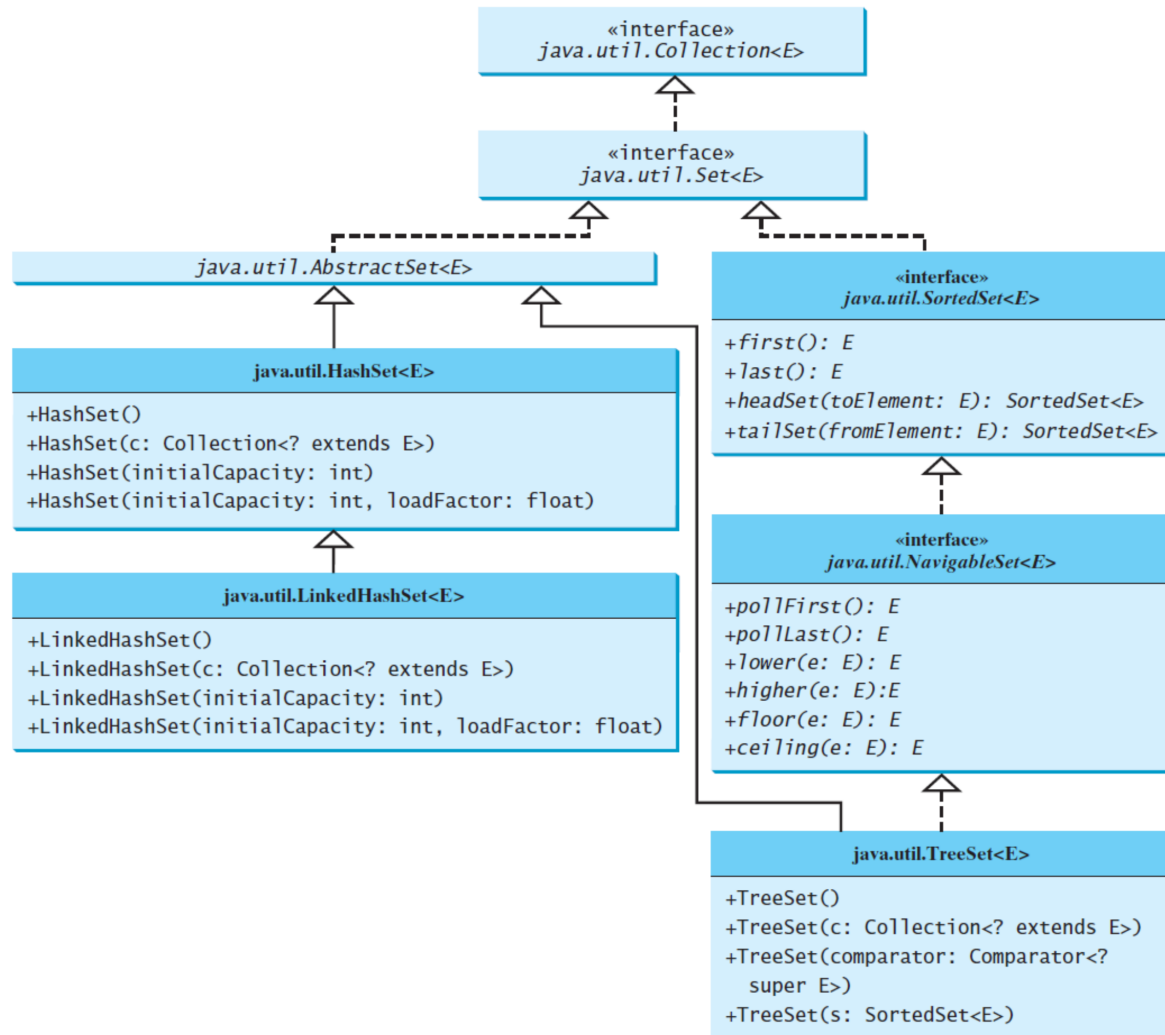 «interface»
java.util.Collection<E>
«interface»
java.util.Set<E>
java.util.AbstractSet<E>
java.util.HashSet<E>
+HashSet()
+HashSet(c: Collection<? extends E>)
+HashSet(initialCapacity: int)
+HashSet(initialCapacity: int, loadFactor: float)
java.util.LinkedHashSet<E>
+LinkedHashSet()
+LinkedHashSet(c: Collection<? extends E>)
+LinkedHashSet(initialCapacity: int)
+LinkedHashSet(initialCapacity: int, loadFactor: float)
«interface»
java.util.SortedSet<E>
+first(): E
+last(): E
+headSet(toElement: E): SortedSet<E>
+tailSet(fromElement: E): SortedSet<E>
«interface»
java.util.NavigableSet<E>
+pollFirst(): E
+pollLast(): E
+lower(e: E): E
+higher(e: E):E
+floor(e: E): E
+ceiling(e: E): E
java.util.TreeSet<E>
+TreeSet()
+TreeSet(c: Collection<? extends E>)
+TreeSet(comparator: Comparator<?
super E>)
+TreeSet(s: SortedSet<E>)